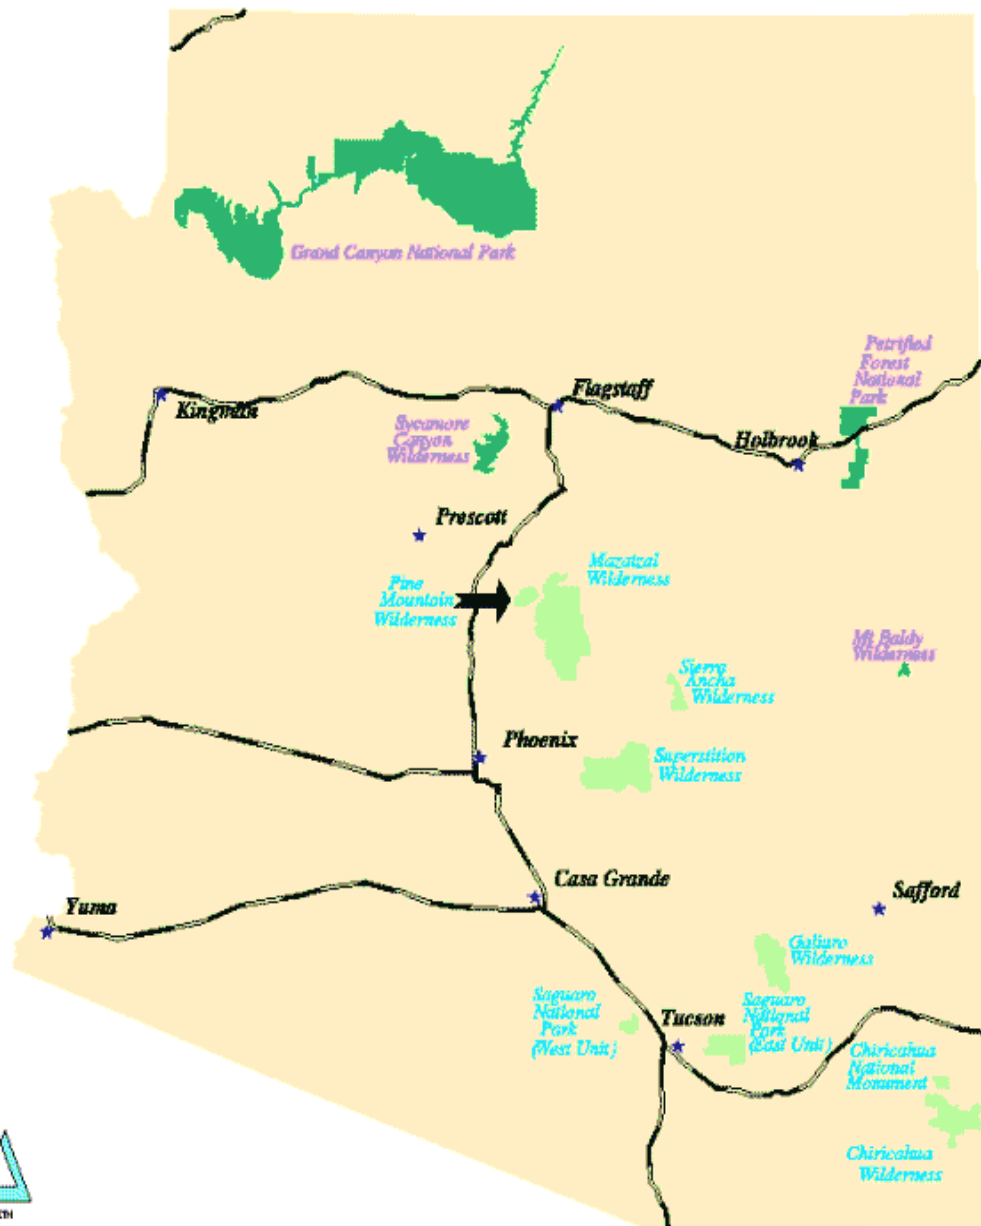 Grand Canyon National Park
Petrified
Forest
National
Park
Flagstaff
Kingman
Sycamore
Canyon
Wilderness
Holbrook
Prescott
Mazatzal
Wilderness
Pine
Mountain
Wilderness
Mt Baldy
Wilderness
Sierra
Ancha
Wilderness
Phoenix
Superstition
Wilderness
Casa Grande
Safford
Yuma
Galiuro
Wilderness
Saguaro
National
Park
(West Unit)
Tucson
Saguaro
National
Park
(East Unit)
Chiricahua
National
Monument
Chiricahua
Wilderness